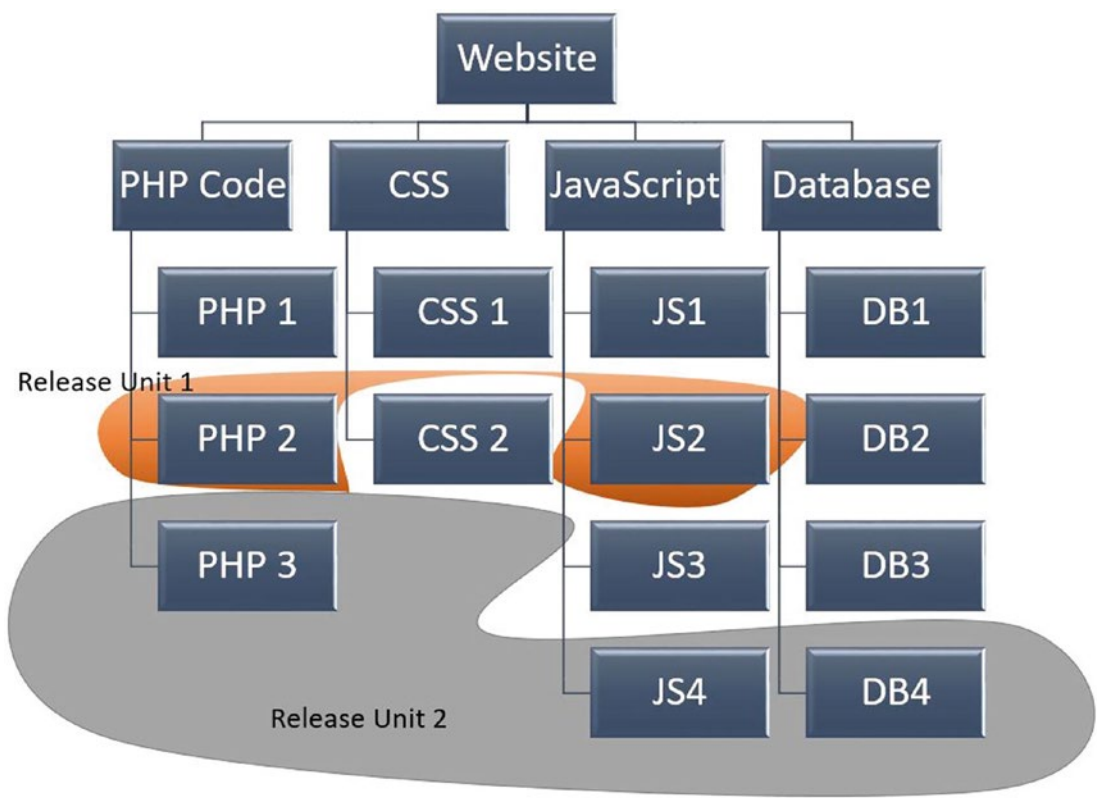 Website
PHP Code
CSS
JavaScript
Database
PHP 1
CSS 1
JS1
DB1
Release Unit 1
PHP 2
CSS 2
JS2
DB2
PHP 3
JS3
DB3
JS4
DB4
Release Unit 2